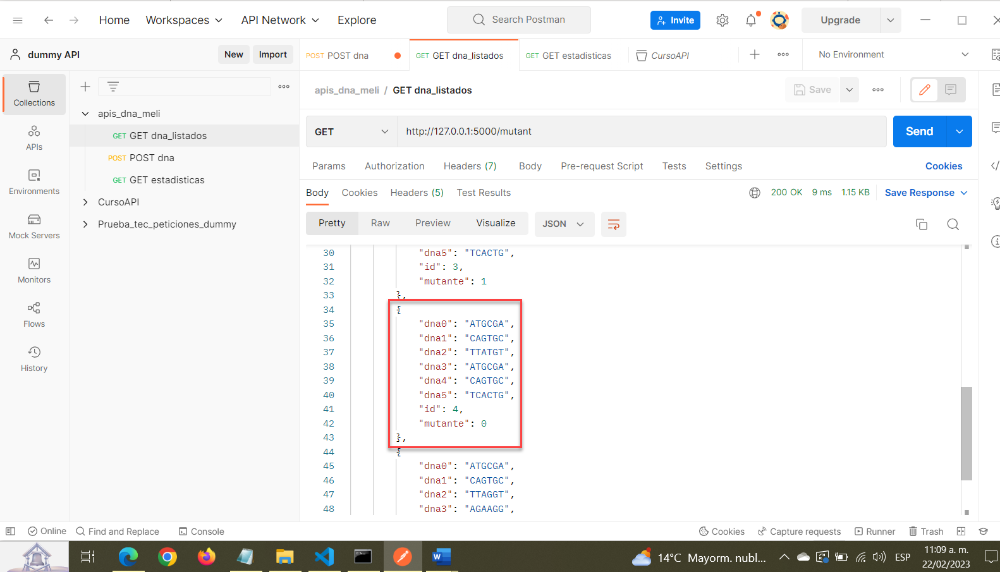 Home Workspaces API Network Explore Search Postman Invite Upgrade
dummy API New Import POST POST dna GET GET dna_listados GET GET estadisticas CursoAPI No Environment
Collections
APIs
Environments
Mock Servers
Monitors
Flows
History
apis_dna_meli
GET GET dna_listados
POST POST dna
GET GET estadisticas
CursoAPI
Prueba_tec_peticiones_dummy
apis_dna_meli / GET dna_listados Save
GET http://127.0.0.1:5000/mutant Send
Params Authorization Headers (7) Body Pre-request Script Tests Settings Cookies
Body Cookies Headers (5) Test Results 200 OK 9 ms 1.15 KB Save Response
Pretty Raw Preview Visualize JSON
30 "dna5": "TCACTG",
31 "id": 3,
32 "mutante": 1
33 },
34 {
35 "dna0": "ATGCGA",
36 "dna1": "CAGTGC",
37 "dna2": "TTATGT",
38 "dna3": "ATGCGA",
39 "dna4": "CAGTGC",
40 "dna5": "TCACTG",
41 "id": 4,
42 "mutante": 0
43 },
44 {
45 "dna0": "ATGCGA",
46 "dna1": "CAGTGC",
47 "dna2": "TTAGGT",
48 "dna3": "AGAAGG",
Online Find and Replace Console Cookies Capture requests Runner Trash
14°C Mayorm. nubl... ESP 11:09 a. m.
22/02/2023